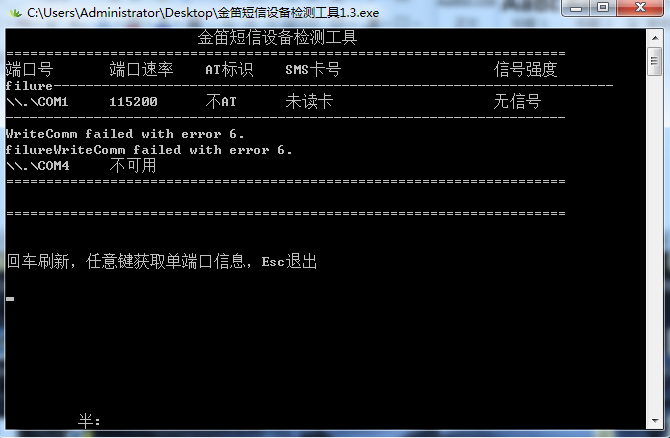 C:\Users\Administrator\Desktop\金笛短信设备检测工具1.3.exe
金笛短信设备检测工具
======================================================================
端口号 端口速率 AT标识 SMS卡号 信号强度
filure----------------------------------------------------------------------
\\.\COM1 115200 不AT 未读卡 无信号
----------------------------------------------------------------------
WriteComm failed with error 6.
filureWriteComm failed with error 6.
\\.\COM4 不可用
======================================================================
======================================================================
回车刷新，任意键获取单端口信息，Esc退出
半: